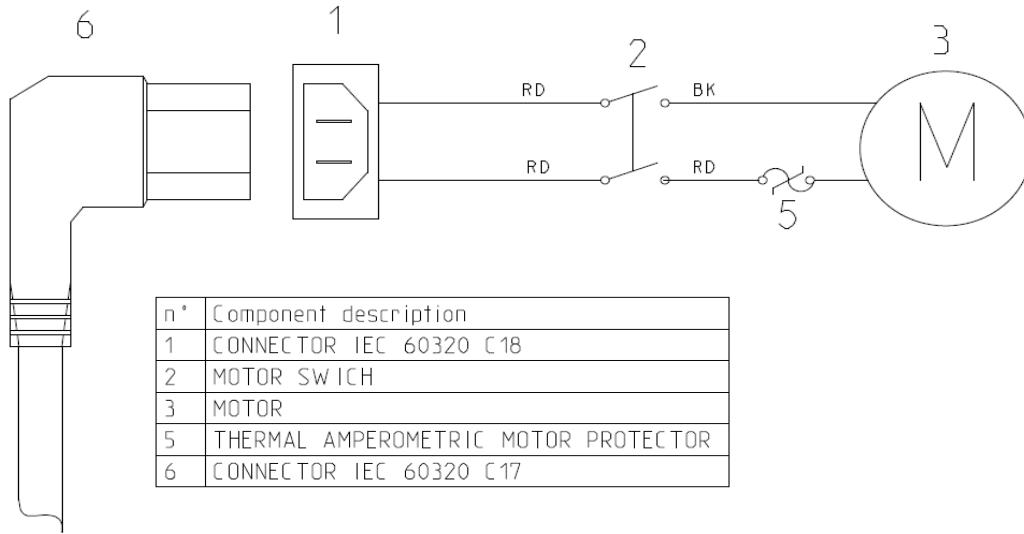 6
1
2
3
RD
BK
M
RD
RD
5
n° Component description
1 CONNECTOR IEC 60320 C18
2 MOTOR SWICH
3 MOTOR
5 THERMAL AMPEROMETRIC MOTOR PROTECTOR
6 CONNECTOR IEC 60320 C17